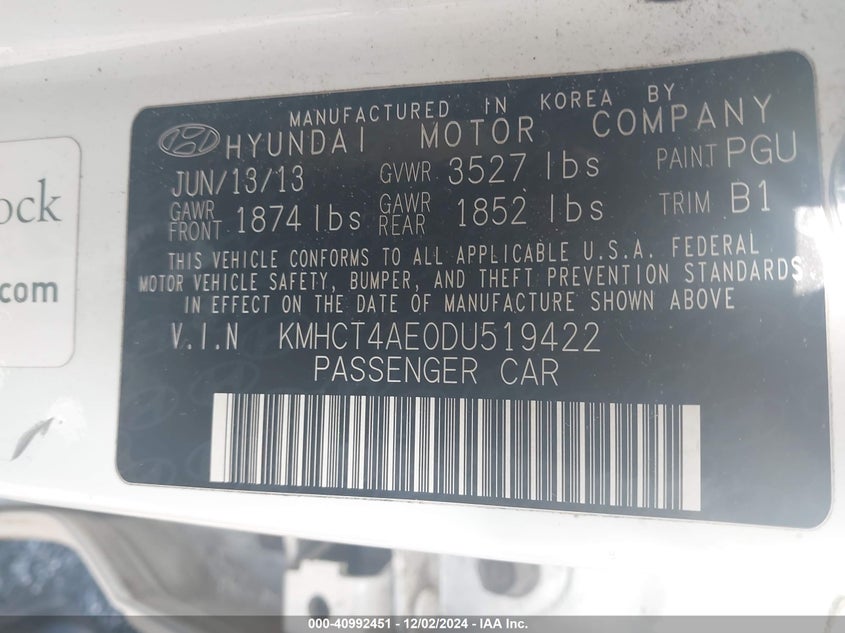 MANUFACTURED IN KOREA BY
HYUNDAI MOTOR COMPANY
JUN/13/13 GVWR 3527 lbs PAINT PGU
GAWR FRONT 1874 lbs GAWR REAR 1852 lbs TRIM B1
THIS VEHICLE CONFORMS TO ALL APPLICABLE U.S.A. FEDERAL
MOTOR VEHICLE SAFETY, BUMPER, AND THEFT PREVENTION STANDARDS
IN EFFECT ON THE DATE OF MANUFACTURE SHOWN ABOVE
V.I.N KMHCT4AE0DU519422
PASSENGER CAR
ock
.com
000-40992451 - 12/02/2024 - IAA Inc.